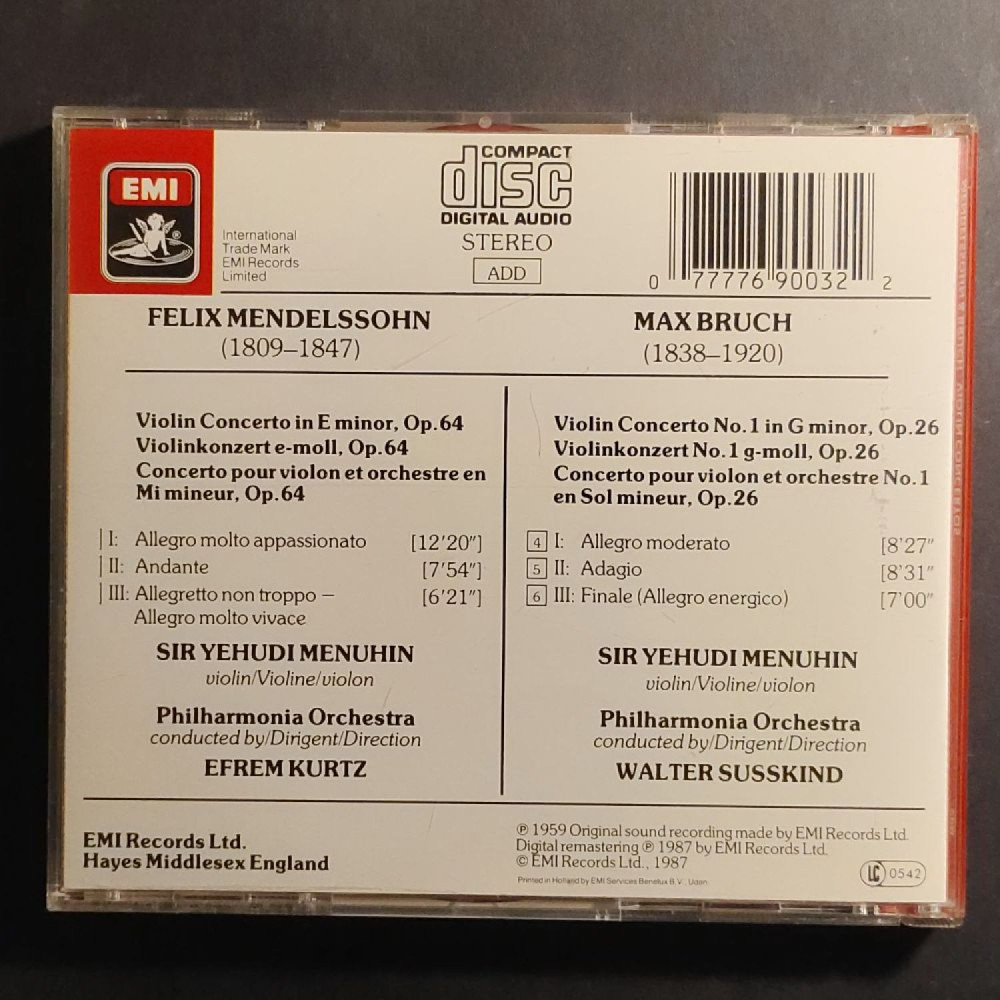 EMI
®
International
Trade Mark
EMI Records
Limited
COMPACT
disc
DIGITAL AUDIO
STEREO
ADD
0 77776 90032 2
FELIX MENDELSSOHN
(1809–1847)
MAX BRUCH
(1838–1920)
Violin Concerto in E minor, Op.64
Violinkonzert e-moll, Op.64
Concerto pour violon et orchestre en
Mi mineur, Op.64
I: Allegro molto appassionato [12'20"]
II: Andante [7'54"]
III: Allegretto non troppo –
Allegro molto vivace [6'21"]
SIR YEHUDI MENUHIN
violin/Violine/violon
Philharmonia Orchestra
conducted by/Dirigent/Direction
EFREM KURTZ
Violin Concerto No.1 in G minor, Op.26
Violinkonzert No.1 g-moll, Op.26
Concerto pour violon et orchestre No.1
en Sol mineur, Op.26
4 I: Allegro moderato [8'27"
5 II: Adagio [8'31"
6 III: Finale (Allegro energico) [7'00"
SIR YEHUDI MENUHIN
violin/Violine/violon
Philharmonia Orchestra
conducted by/Dirigent/Direction
WALTER SUSSKIND
EMI Records Ltd.
Hayes Middlesex England
℗ 1959 Original sound recording made by EMI Records Ltd.
Digital remastering ℗ 1987 by EMI Records Ltd.
© EMI Records Ltd., 1987
Printed in Holland by EMI Services Benelux B.V., Uden
LC 0542